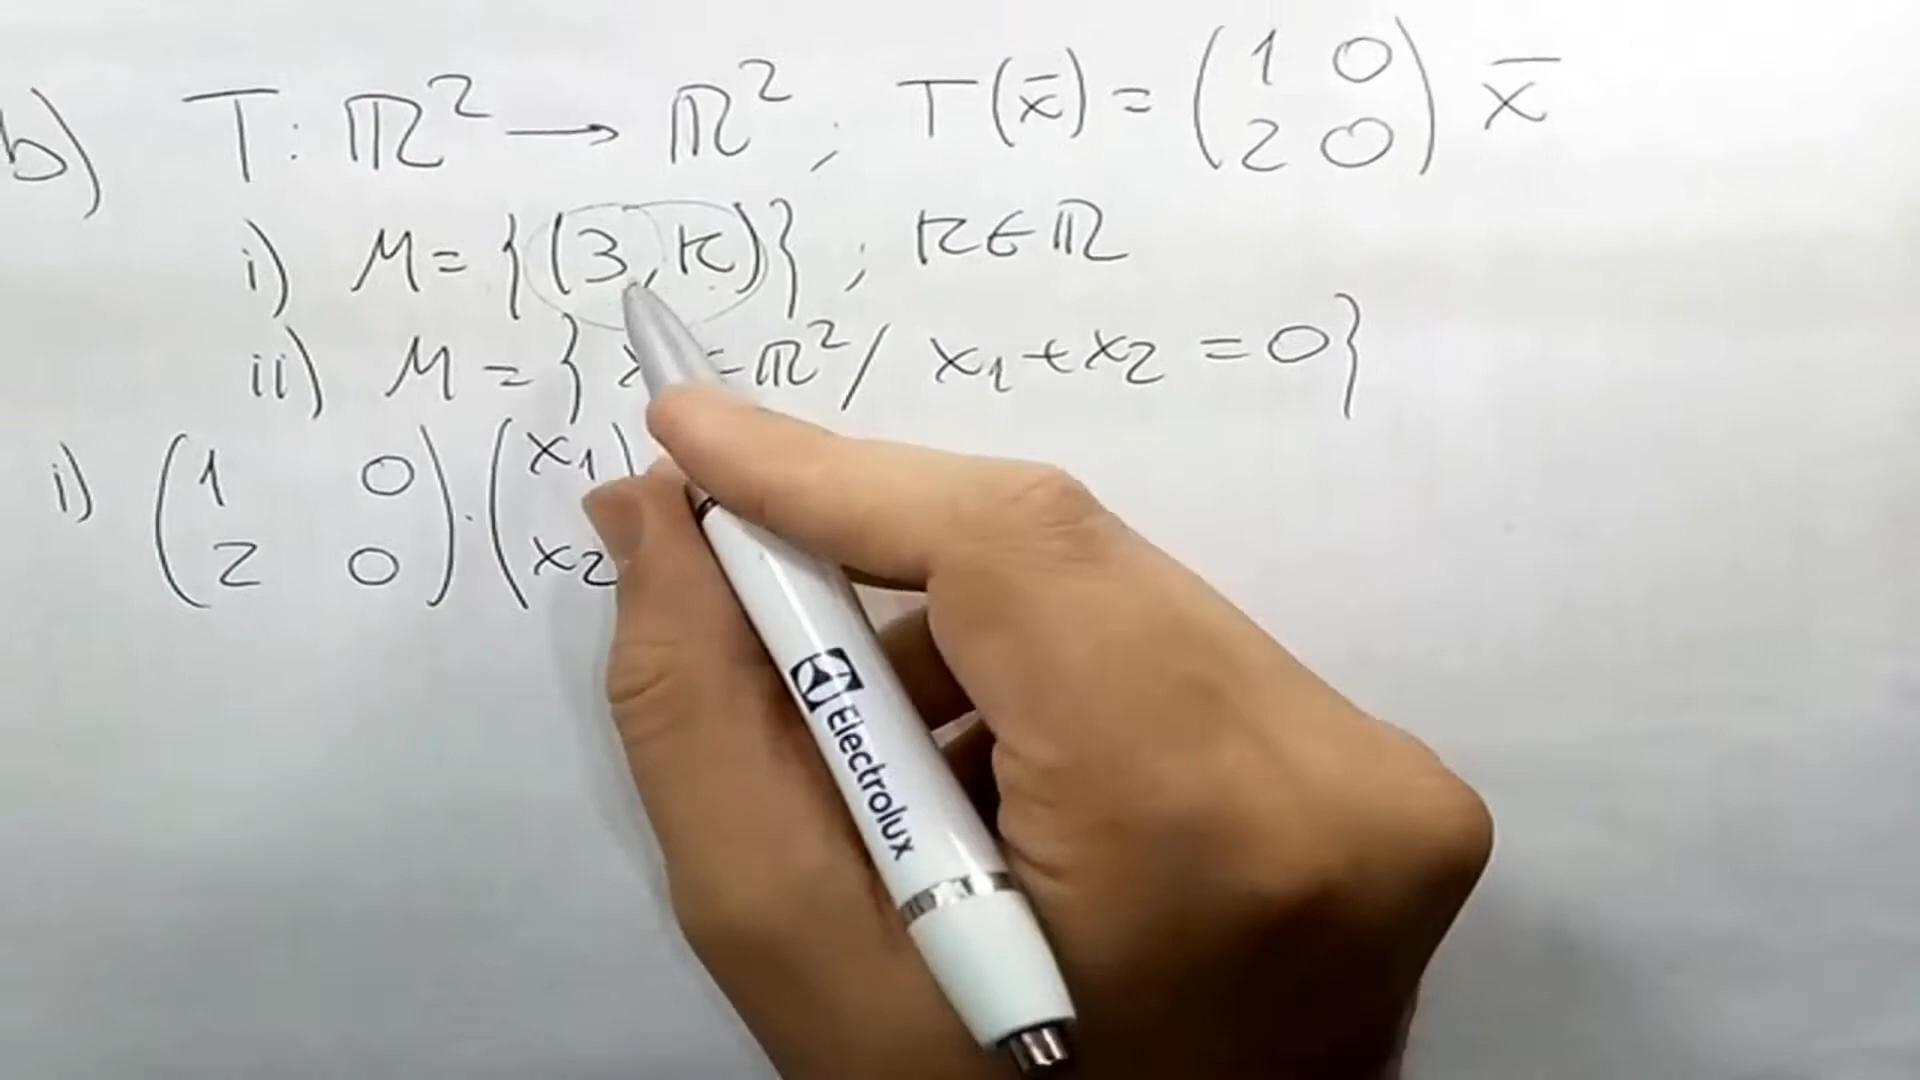 b) T: ℝ² → ℝ² ; T(x̄) = (1 0 2 0) x̄
i) M = {(3, K)} ; K ∈ ℝ
ii) M = { x ∈ ℝ² / x₁ + x₂ = 0}
i) (1 0 2 0) · (x₁ x₂
Electrolux